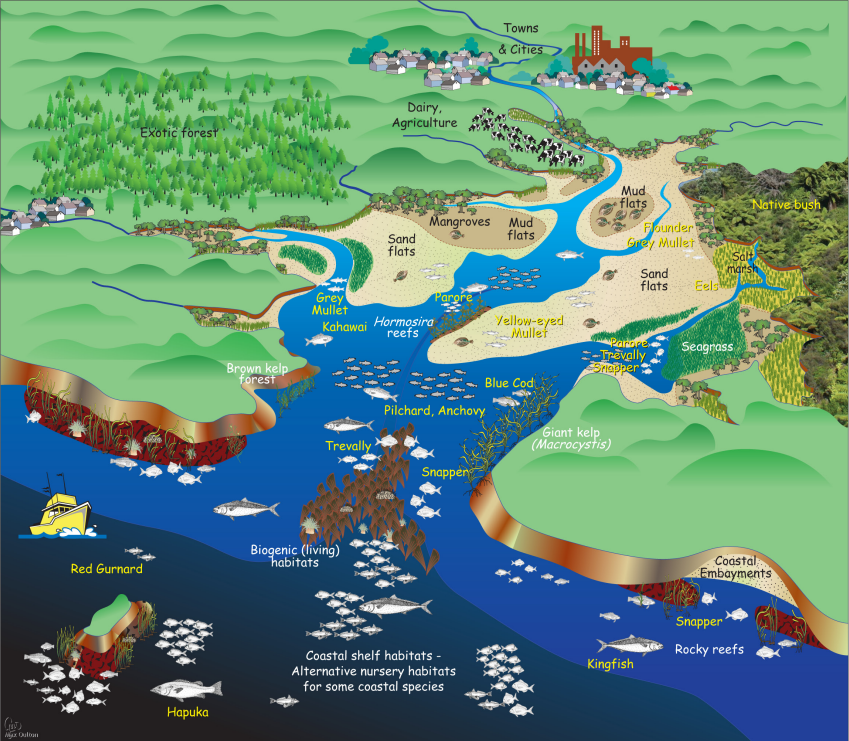 Towns
& Cities
Dairy,
Agriculture
Exotic forest
Native bush
Mud
flats
Mangroves
Mud
flats
Flounder
Grey Mullet
Sand
flats
Salt
marsh
Sand
flats
Eels
Grey
Mullet
Parore
Kahawai
Hormosira
reefs
Yellow-eyed
Mullet
Parore
Trevally
Snapper
Seagrass
Brown kelp
forest
Blue Cod
Pilchard, Anchovy
Giant kelp
(Macrocystis)
Trevally
Snapper
Biogenic (living)
habitats
Red Gurnard
Coastal
Embayments
Snapper
Rocky reefs
Kingfish
Coastal shelf habitats -
Alternative nursery habitats
for some coastal species
Hapuka
Max Oulton